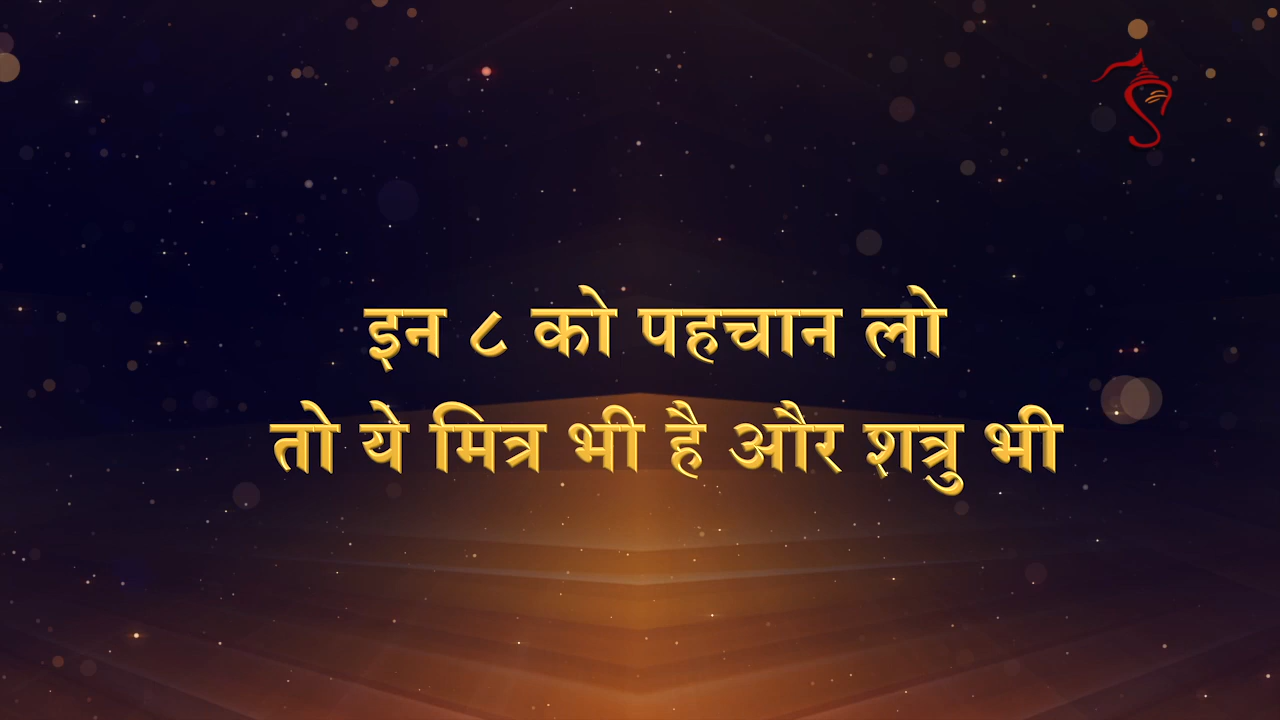 इन ८ को पहचान लो
तो ये मित्र भी है और शत्रु भी